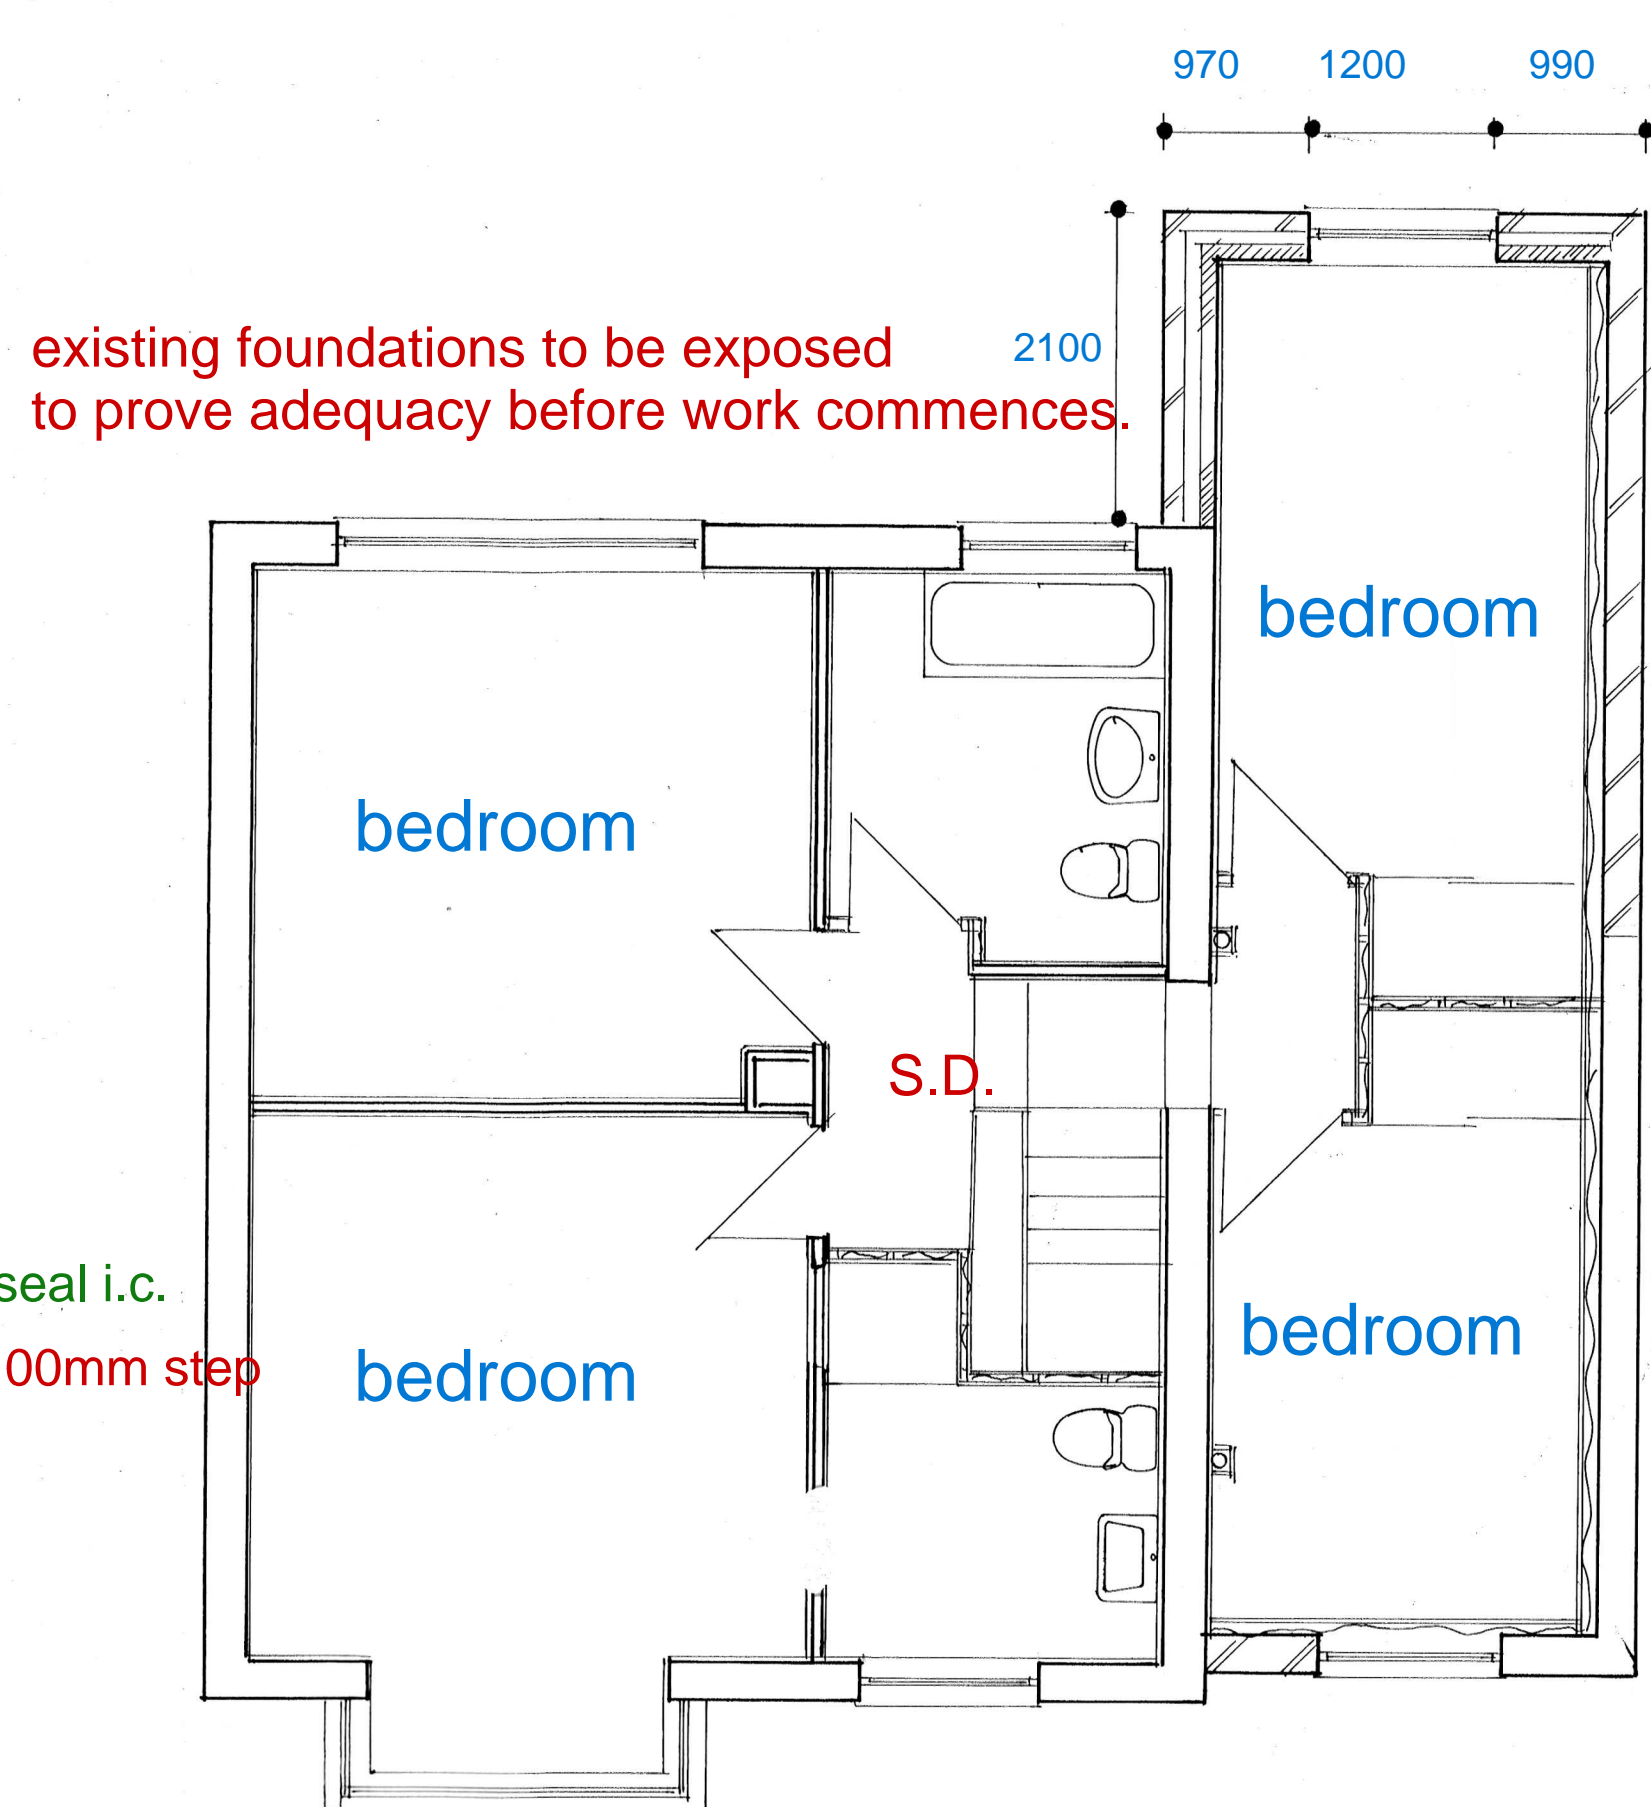 970 1200 990
existing foundations to be exposed
2100
to prove adequacy before work commences.
bedroom
bedroom
S.D.
seal i.c.
bedroom
00mm step
bedroom